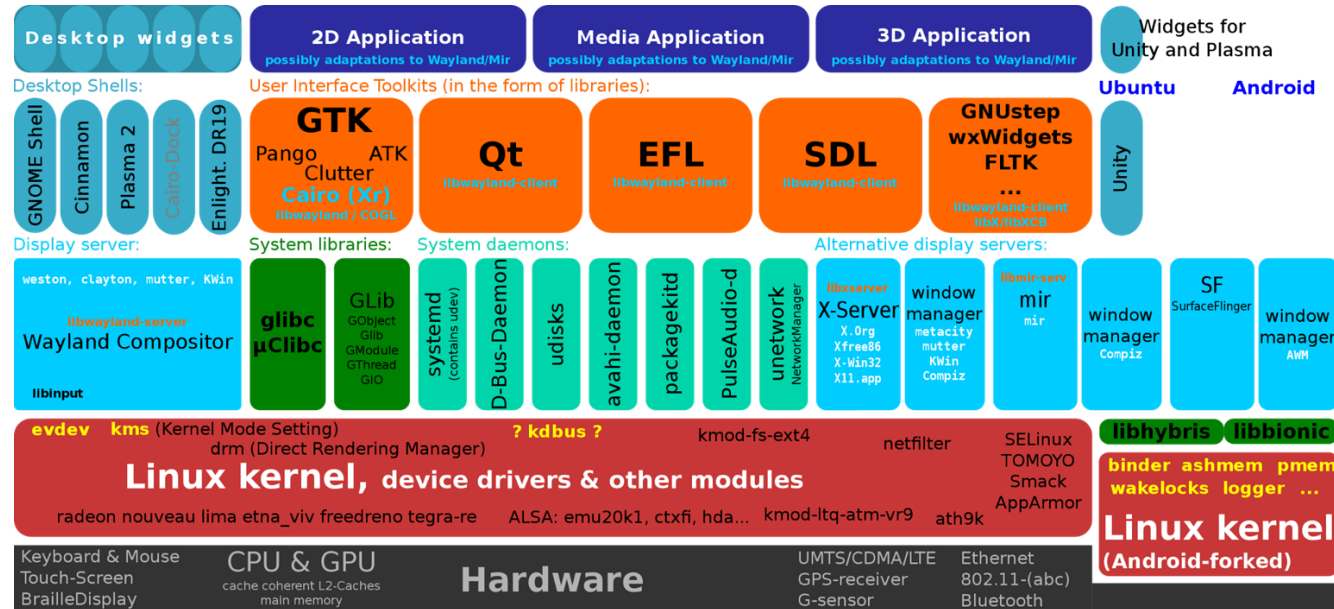 Desktop widgets
2D Application
possibly adaptations to Wayland/Mir
Media Application
possibly adaptations to Wayland/Mir
3D Application
possibly adaptations to Wayland/Mir
Widgets for
Unity and Plasma
Desktop Shells:
User Interface Toolkits (in the form of libraries):
Ubuntu
Android
GNOME Shell
Cinnamon
Plasma 2
Cairo-Dock
Enlight. DR19
GTK
Pango
ATK
Clutter
Cairo (Xr)
libwayland / COGL
Qt
libwayland-client
EFL
libwayland-client
SDL
libwayland-client
GNUstep
wxWidgets
FLTK
...
libwayland-client
libX/libXCB
Unity
Display server:
System libraries:
System daemons:
Alternative display servers:
weston, clayton, mutter, KWin
libwayland-server
Wayland Compositor
libinput
glibc
µClibc
GLib
GObject
Glib
GModule
GThread
GIO
systemd
(contains udev)
D-Bus-Daemon
udisks
avahi-daemon
packagekitd
PulseAudio-d
unetwork
NetworkManager
libxserver
X-Server
X.Org
Xfree86
X-Win32
X11.app
window
manager
metacity
mutter
KWin
Compiz
libmir-serv
mir
mir
window
manager
Compiz
SF
SurfaceFlinger
window
manager
AWM
evdev
kms (Kernel Mode Setting)
drm (Direct Rendering Manager)
? kdbus ?
kmod-fs-ext4
netfilter
SELinux
TOMOYO
Smack
AppArmor
Linux kernel, device drivers & other modules
radeon nouveau lima etna_viv freedreno tegra-re
ALSA: emu20k1, ctxfi, hda...
kmod-ltq-atm-vr9
ath9k
libhybris
libbionic
binder ashmem pmem
wakelocks logger ...
Linux kernel
(Android-forked)
Keyboard & Mouse
Touch-Screen
BrailleDisplay
CPU & GPU
cache coherent L2-Caches
main memory
Hardware
UMTS/CDMA/LTE
GPS-receiver
G-sensor
Ethernet
802.11-(abc)
Bluetooth